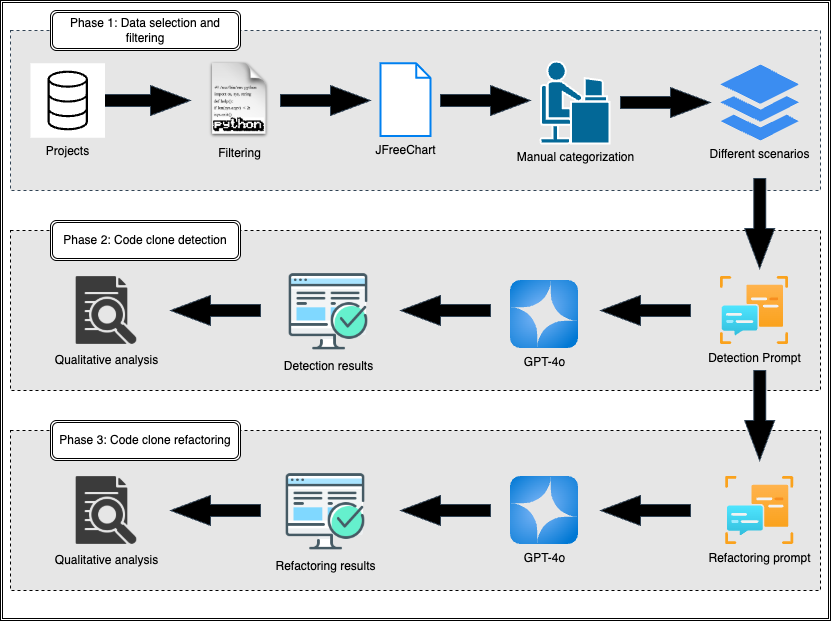 Phase 1: Data selection and
filtering
python
Projects
Filtering
JFreeChart
Manual categorization
Different scenarios
Phase 2: Code clone detection
Qualitative analysis
Detection results
GPT-4o
Detection Prompt
Phase 3: Code clone refactoring
Qualitative analysis
Refactoring results
GPT-4o
Refactoring prompt